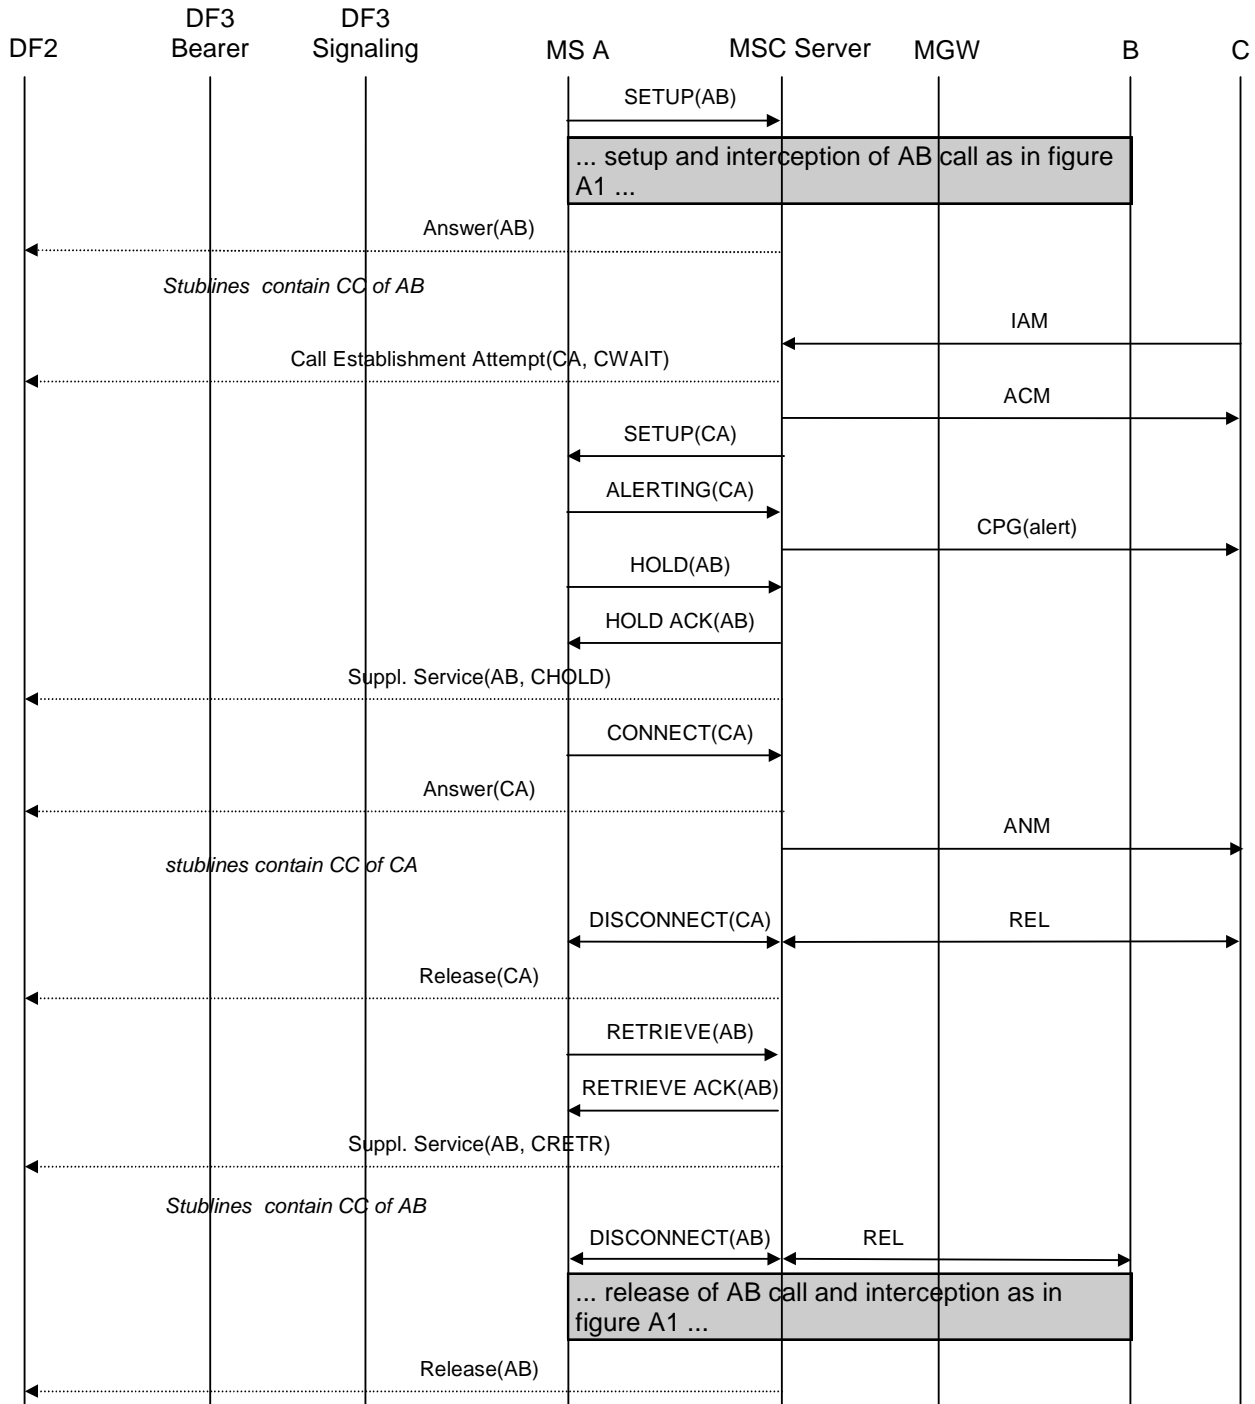 DF3 DF3
DF2 Bearer Signaling MS A MSC Server MGW B C
SETUP(AB)
... setup and interception of AB call as in figure
A1 ...
Answer(AB)
Stublines contain CC of AB
IAM
Call Establishment Attempt(CA, CWAIT)
ACM
SETUP(CA)
ALERTING(CA)
CPG(alert)
HOLD(AB)
HOLD ACK(AB)
Suppl. Service(AB, CHOLD)
CONNECT(CA)
Answer(CA)
ANM
stublines contain CC of CA
DISCONNECT(CA) REL
Release(CA)
RETRIEVE(AB)
RETRIEVE ACK(AB)
Suppl. Service(AB, CRETR)
Stublines contain CC of AB
DISCONNECT(AB) REL
... release of AB call and interception as in
figure A1 ...
Release(AB)